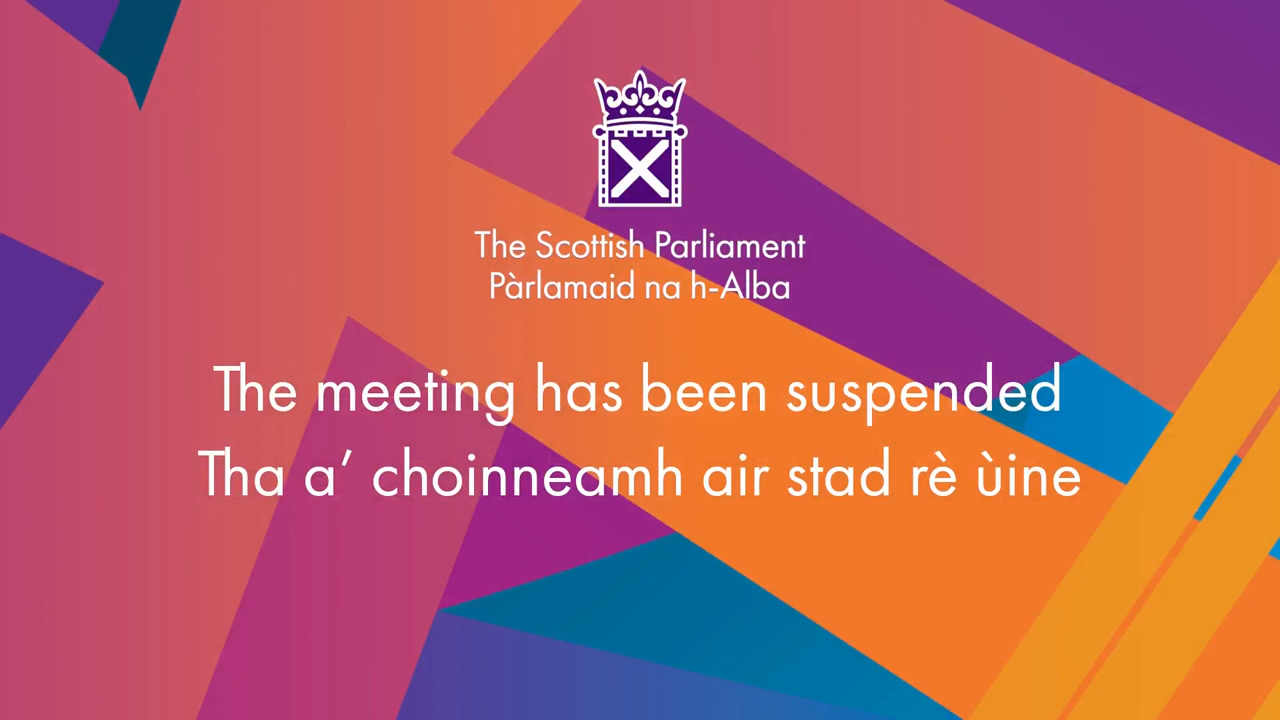 The Scottish Parliament
Pàrlamaid na h-Alba
The meeting has been suspended
Tha a’ choinneamh air stad rè ùine